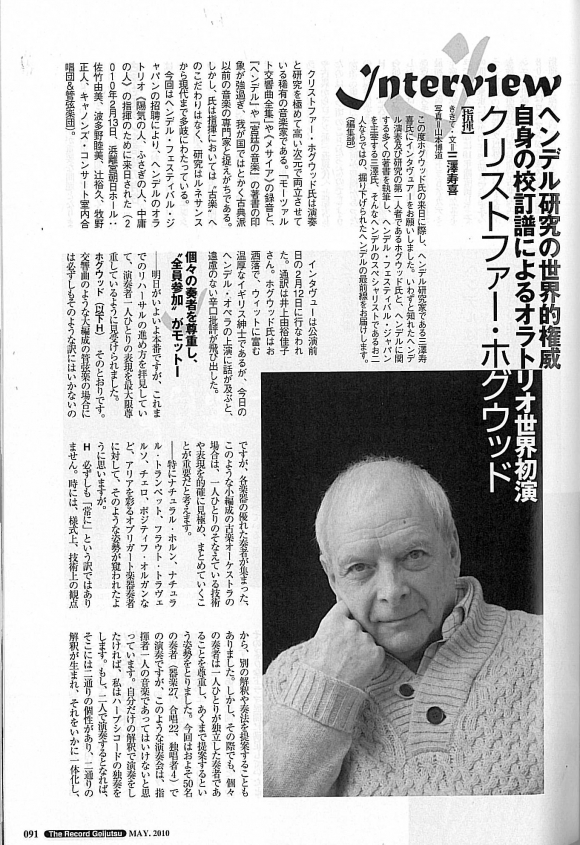 Interview
ヘンデル研究の世界的権威
自身の校訂譜によるオラトリオ世界初演
クリストファー・ホグウッド
[指揮]
ききて・文=三澤寿喜
写真=山本博道
この度ホグウッド氏の来日に際し、ヘンデル研究家である三澤寿
喜氏にインタヴュアーをお願いしました。いわずと知れたヘンデ
ル演奏及び研究の第一人者であるホグウッド氏と、ヘンデルに関
する多くの著書を執筆し、ヘンデル・フェスティバル・ジャパン
を主宰する三澤氏、そんなヘンデルのスペシャリストであるお二
人ならではの、掘り下げられたヘンデルの最前線をお届けします。
(編集部)
クリストファー・ホグウッド氏は演奏
と研究を極めて高い次元で両立させて
いる稀有の音楽家である。「モーツァル
ト交響曲全集」や《メサイア》の録音と、
『ヘンデル』や『宮廷の音楽』の著書の印
象が強過ぎ、我が国ではとかく古典派
以前の音楽の専門家と捉えがちである。
しかし、氏は指揮においては“古楽”へ
のこだわりはなく、研究はルネサンス
から現代まで多岐にわたっている。
今回はヘンデル・フェスティバル・ジ
ャパンの招聘により、ヘンデルのオラ
トリオ《陽気の人、ふさぎの人、中庸
の人》の指揮のために来日された(2
010年2月13日、浜離宮朝日ホール:
佐竹由美、波多野睦美、辻裕久、牧野
正人、キャノンズ・コンサート室内合
唱団&管弦楽団)。
インタヴューは公演前
日の2月12日に行なわれ
た。通訳は井上由裕佳子
さん。ホグウッド氏はお
洒落で、ウィットに富む
温厚なイギリス紳士であるが、今日の
ヘンデル・オペラの上演に話が及ぶと、
遠慮のない辛口批評が飛び出した。
個々の奏者を尊重し、
“全員参加”がモットー
――明日がいよいよ本番ですが、これま
でのリハーサルの進め方を拝見してい
て、演奏者一人ひとりの表現を最大限尊
重しているように見受けられました。
ホグウッド(以下H) そのとおりです。
交響曲のような大編成の管弦楽の場合に
は必ずしもそのような訳にはいかないの
ですが、各楽器の優れた奏者が集まった、
このような小編成の古楽オーケストラの
場合は、一人ひとりのそなえている技術
や表現を的確に見極め、まとめていくこ
とが重要だと考えます。
――特にナチュラル・ホルン、ナチュラ
ル・トランペット、フラウト・トラヴェ
ルソ、チェロ、ポジティフ・オルガンな
ど、アリアを彩るオブリガート楽器奏者
に対して、そのような姿勢が窺われたよ
うに思いますが。
H 必ずしも「常に」という訳ではあり
ません。時には、様式上、技術上の観点
から、別の解釈や奏法を提案することも
ありました。しかし、その際でも、個々
の奏者は一人ひとりが独立した奏者であ
ることを尊重し、あくまで提案するとい
う姿勢をとりました。今回はおよそ50名
の奏者(器楽27、合唱22、独唱者4)で
の演奏ですが、このような演奏会は、指
揮者一人の音楽であってはいけないと思
っています。自分だけの解釈で演奏をし
たければ、私はハープシコードの独奏を
します。もし、二人で演奏するとなれば、
そこには二通りの個性があり、二通りの
解釈が生まれ、それをいかに一体化し、
091 The Record Geijutsu MAY. 2010